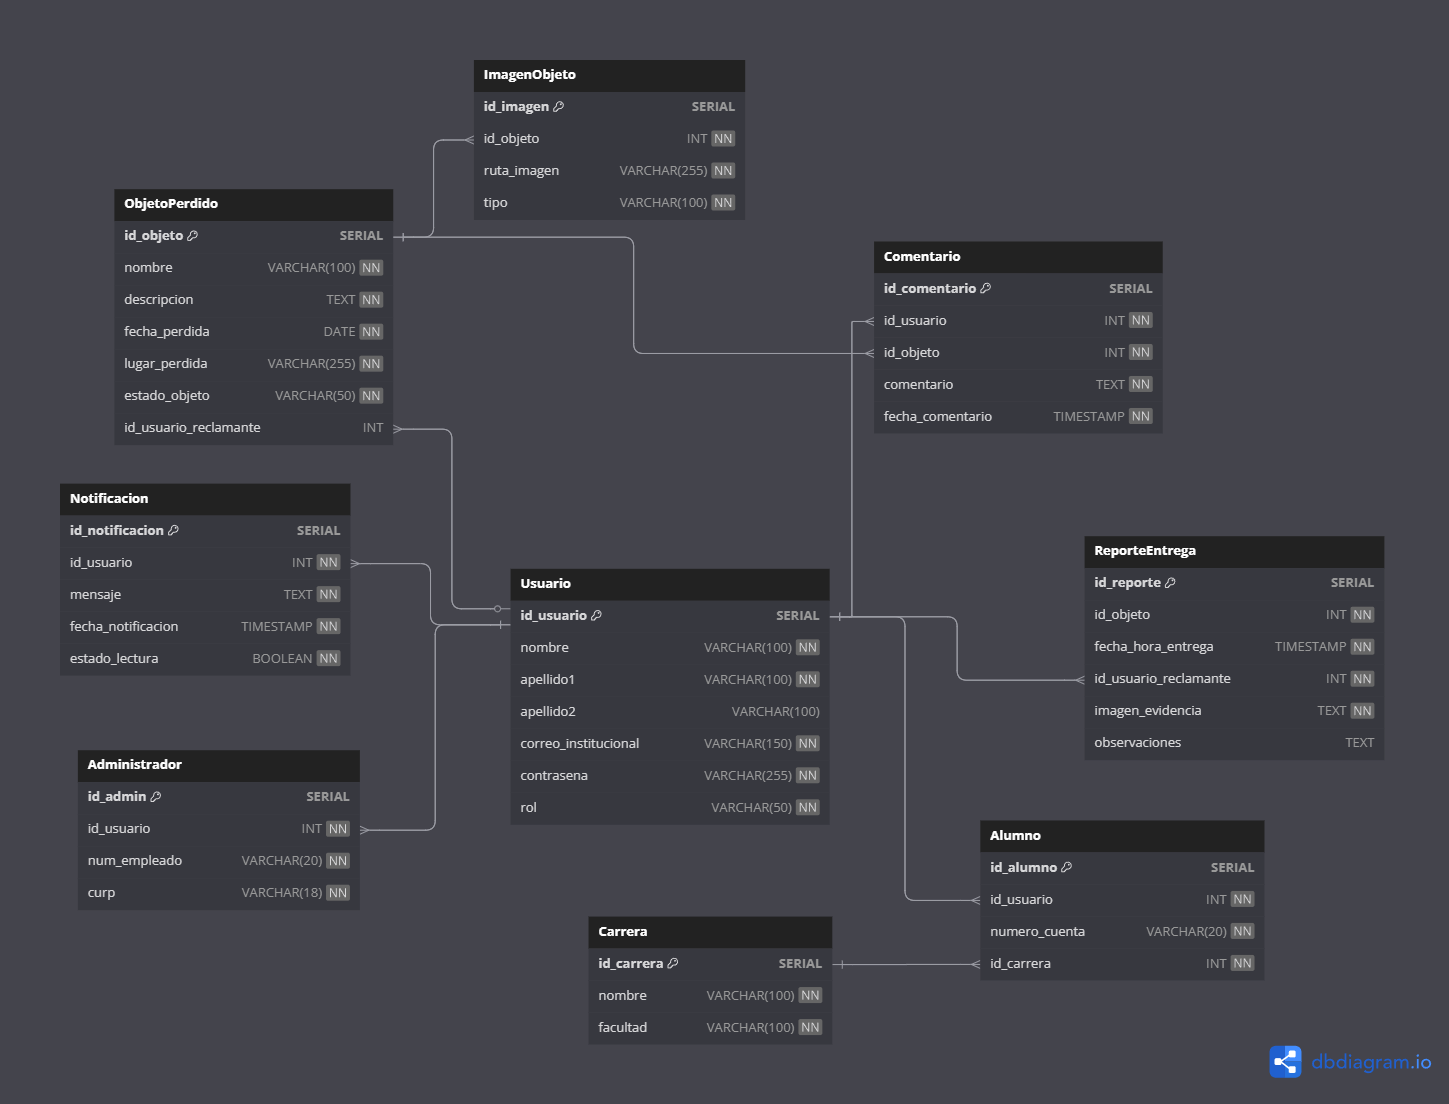 ImagenObjeto
id_imagen SERIAL
id_objeto INT NN
ruta_imagen VARCHAR(255) NN
tipo VARCHAR(100) NN
ObjetoPerdido
id_objeto SERIAL
nombre VARCHAR(100) NN
descripcion TEXT NN
fecha_perdida DATE NN
lugar_perdida VARCHAR(255) NN
estado_objeto VARCHAR(50) NN
id_usuario_reclamante INT
Comentario
id_comentario SERIAL
id_usuario INT NN
id_objeto INT NN
comentario TEXT NN
fecha_comentario TIMESTAMP NN
Notificacion
id_notificacion SERIAL
id_usuario INT NN
mensaje TEXT NN
fecha_notificacion TIMESTAMP NN
estado_lectura BOOLEAN NN
Usuario
id_usuario SERIAL
nombre VARCHAR(100) NN
apellido1 VARCHAR(100) NN
apellido2 VARCHAR(100)
correo_institucional VARCHAR(150) NN
contrasena VARCHAR(255) NN
rol VARCHAR(50) NN
ReporteEntrega
id_reporte SERIAL
id_objeto INT NN
fecha_hora_entrega TIMESTAMP NN
id_usuario_reclamante INT NN
imagen_evidencia TEXT NN
observaciones TEXT
Administrador
id_admin SERIAL
id_usuario INT NN
num_empleado VARCHAR(20) NN
curp VARCHAR(18) NN
Alumno
id_alumno SERIAL
id_usuario INT NN
numero_cuenta VARCHAR(20) NN
id_carrera INT NN
Carrera
id_carrera SERIAL
nombre VARCHAR(100) NN
facultad VARCHAR(100) NN
dbdiagram.io